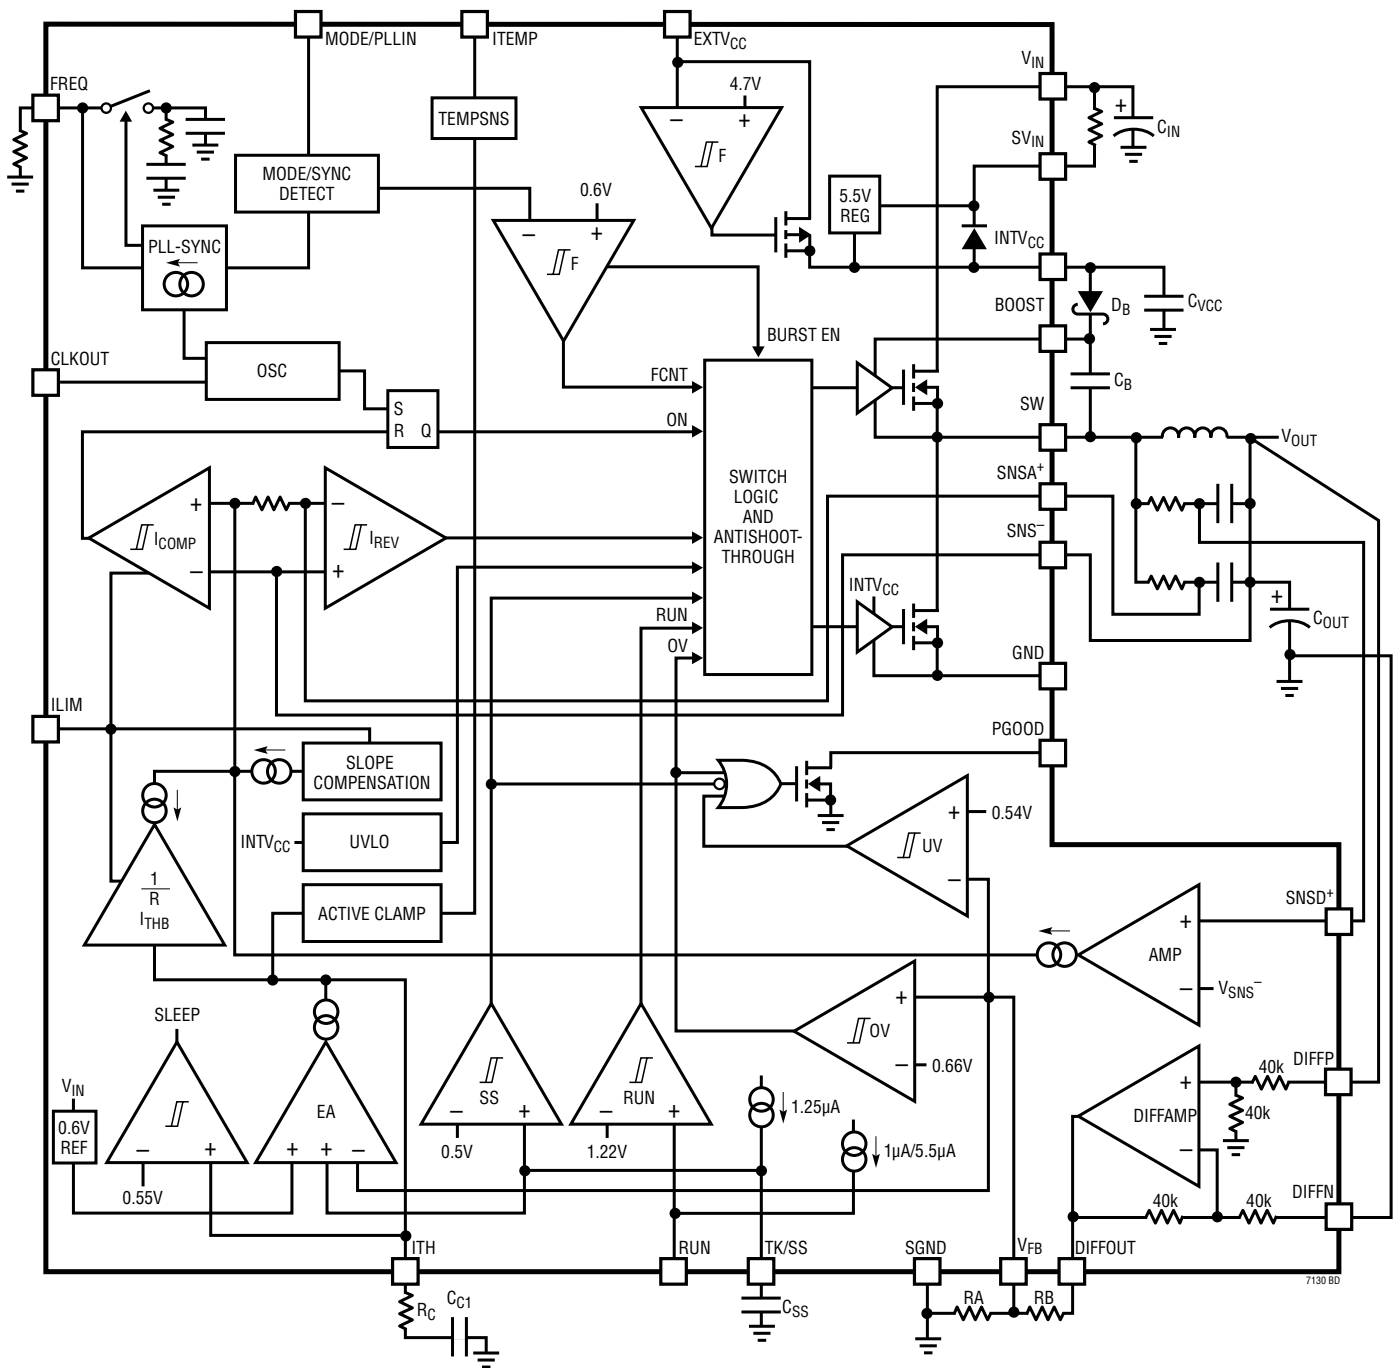 MODE/PLLIN
ITEMP
EXTVCC
FREQ
VIN
4.7V
TEMPSNS
CIN
F
SVIN
MODE/SYNC
DETECT
0.6V
5.5V
REG
INTVCC
PLL-SYNC
F
BOOST
DB
CVCC
BURST EN
CLKOUT
OSC
FCNT
CB
S
R
Q
ON
SW
VOUT
SWITCH
LOGIC
AND
ANTISHOOT-
THROUGH
SNSA+
ICOMP
IREV
SNS–
INTVCC
RUN
OV
COUT
GND
ILIM
PGOOD
SLOPE
COMPENSATION
INTVCC
UVLO
0.54V
UV
1
R
ITHB
ACTIVE CLAMP
SNSD+
AMP
VSNS–
SLEEP
OV
0.66V
DIFFP
40k
VIN
0.6V
REF
EA
SS
RUN
1.25µA
DIFFAMP
40k
0.55V
0.5V
1.22V
1µA/5.5µA
40k
40k
DIFFN
ITH
RUN
TK/SS
SGND
VFB
DIFFOUT
7130 BD
RC
CC1
CSS
RA
RB